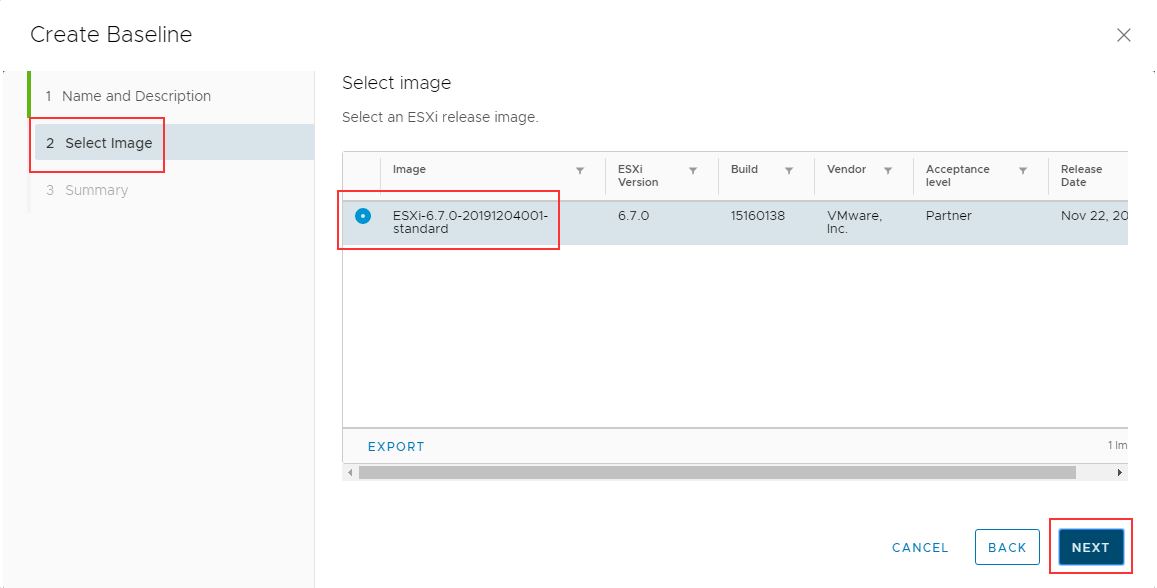 Create Baseline
1 Name and Description
2 Select Image
3 Summary
Select image
Select an ESXi release image.
Image
ESXi
Version
Build
Vendor
Acceptance
level
Release
Date
ESXi-6.7.0-20191204001-
standard
6.7.0
15160138
VMware,
Inc.
Partner
Nov 22, 20
EXPORT
1 Im
CANCEL
BACK
NEXT